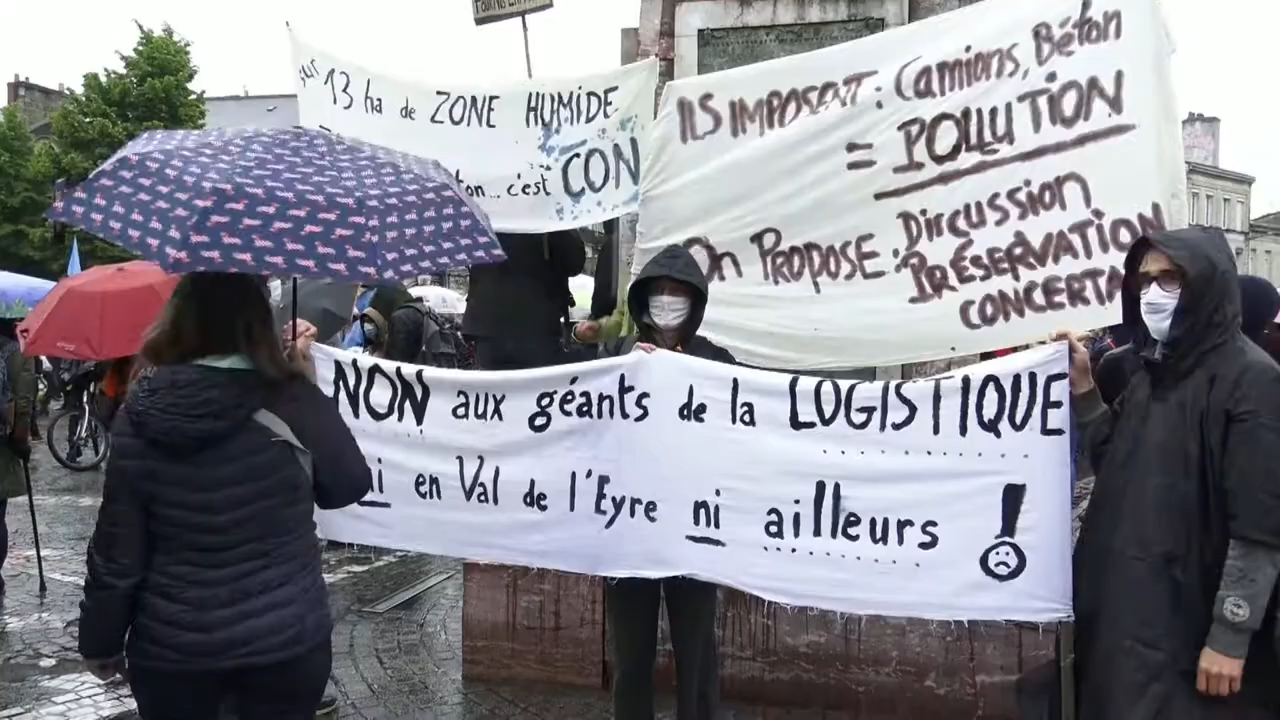 sur 13 ha de ZONE HUMIDE
c'est CON
ILS IMPOSENT : Camions, Béton
= POLLUTION
On PROPOSE : Dircussion
PRÉSERVATION
CONCERTA
NON aux géants de la LOGISTIQUE
ni en Val de l'Eyre ni ailleurs !